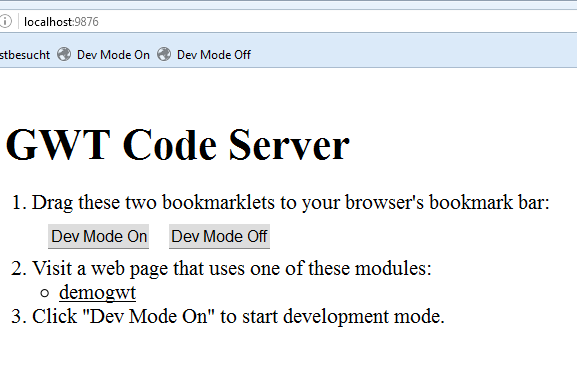 localhost:9876
stbesucht Dev Mode On Dev Mode Off
GWT Code Server
1. Drag these two bookmarklets to your browser's bookmark bar:
Dev Mode On Dev Mode Off
2. Visit a web page that uses one of these modules:
demogwt
3. Click "Dev Mode On" to start development mode.